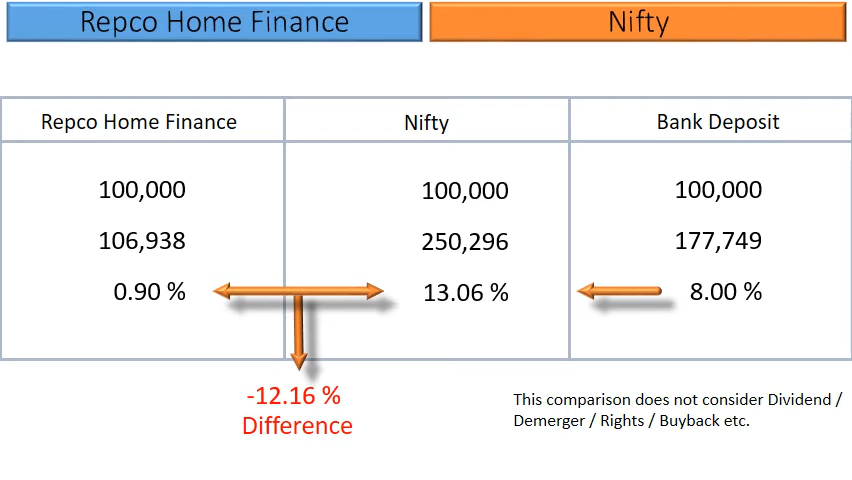 Repco Home Finance
Nifty
Repco Home Finance
Nifty
Bank Deposit
100,000
100,000
100,000
106,938
250,296
177,749
0.90 %
13.06 %
8.00 %
-12.16 %
Difference
This comparison does not consider Dividend /
Demerger / Rights / Buyback etc.